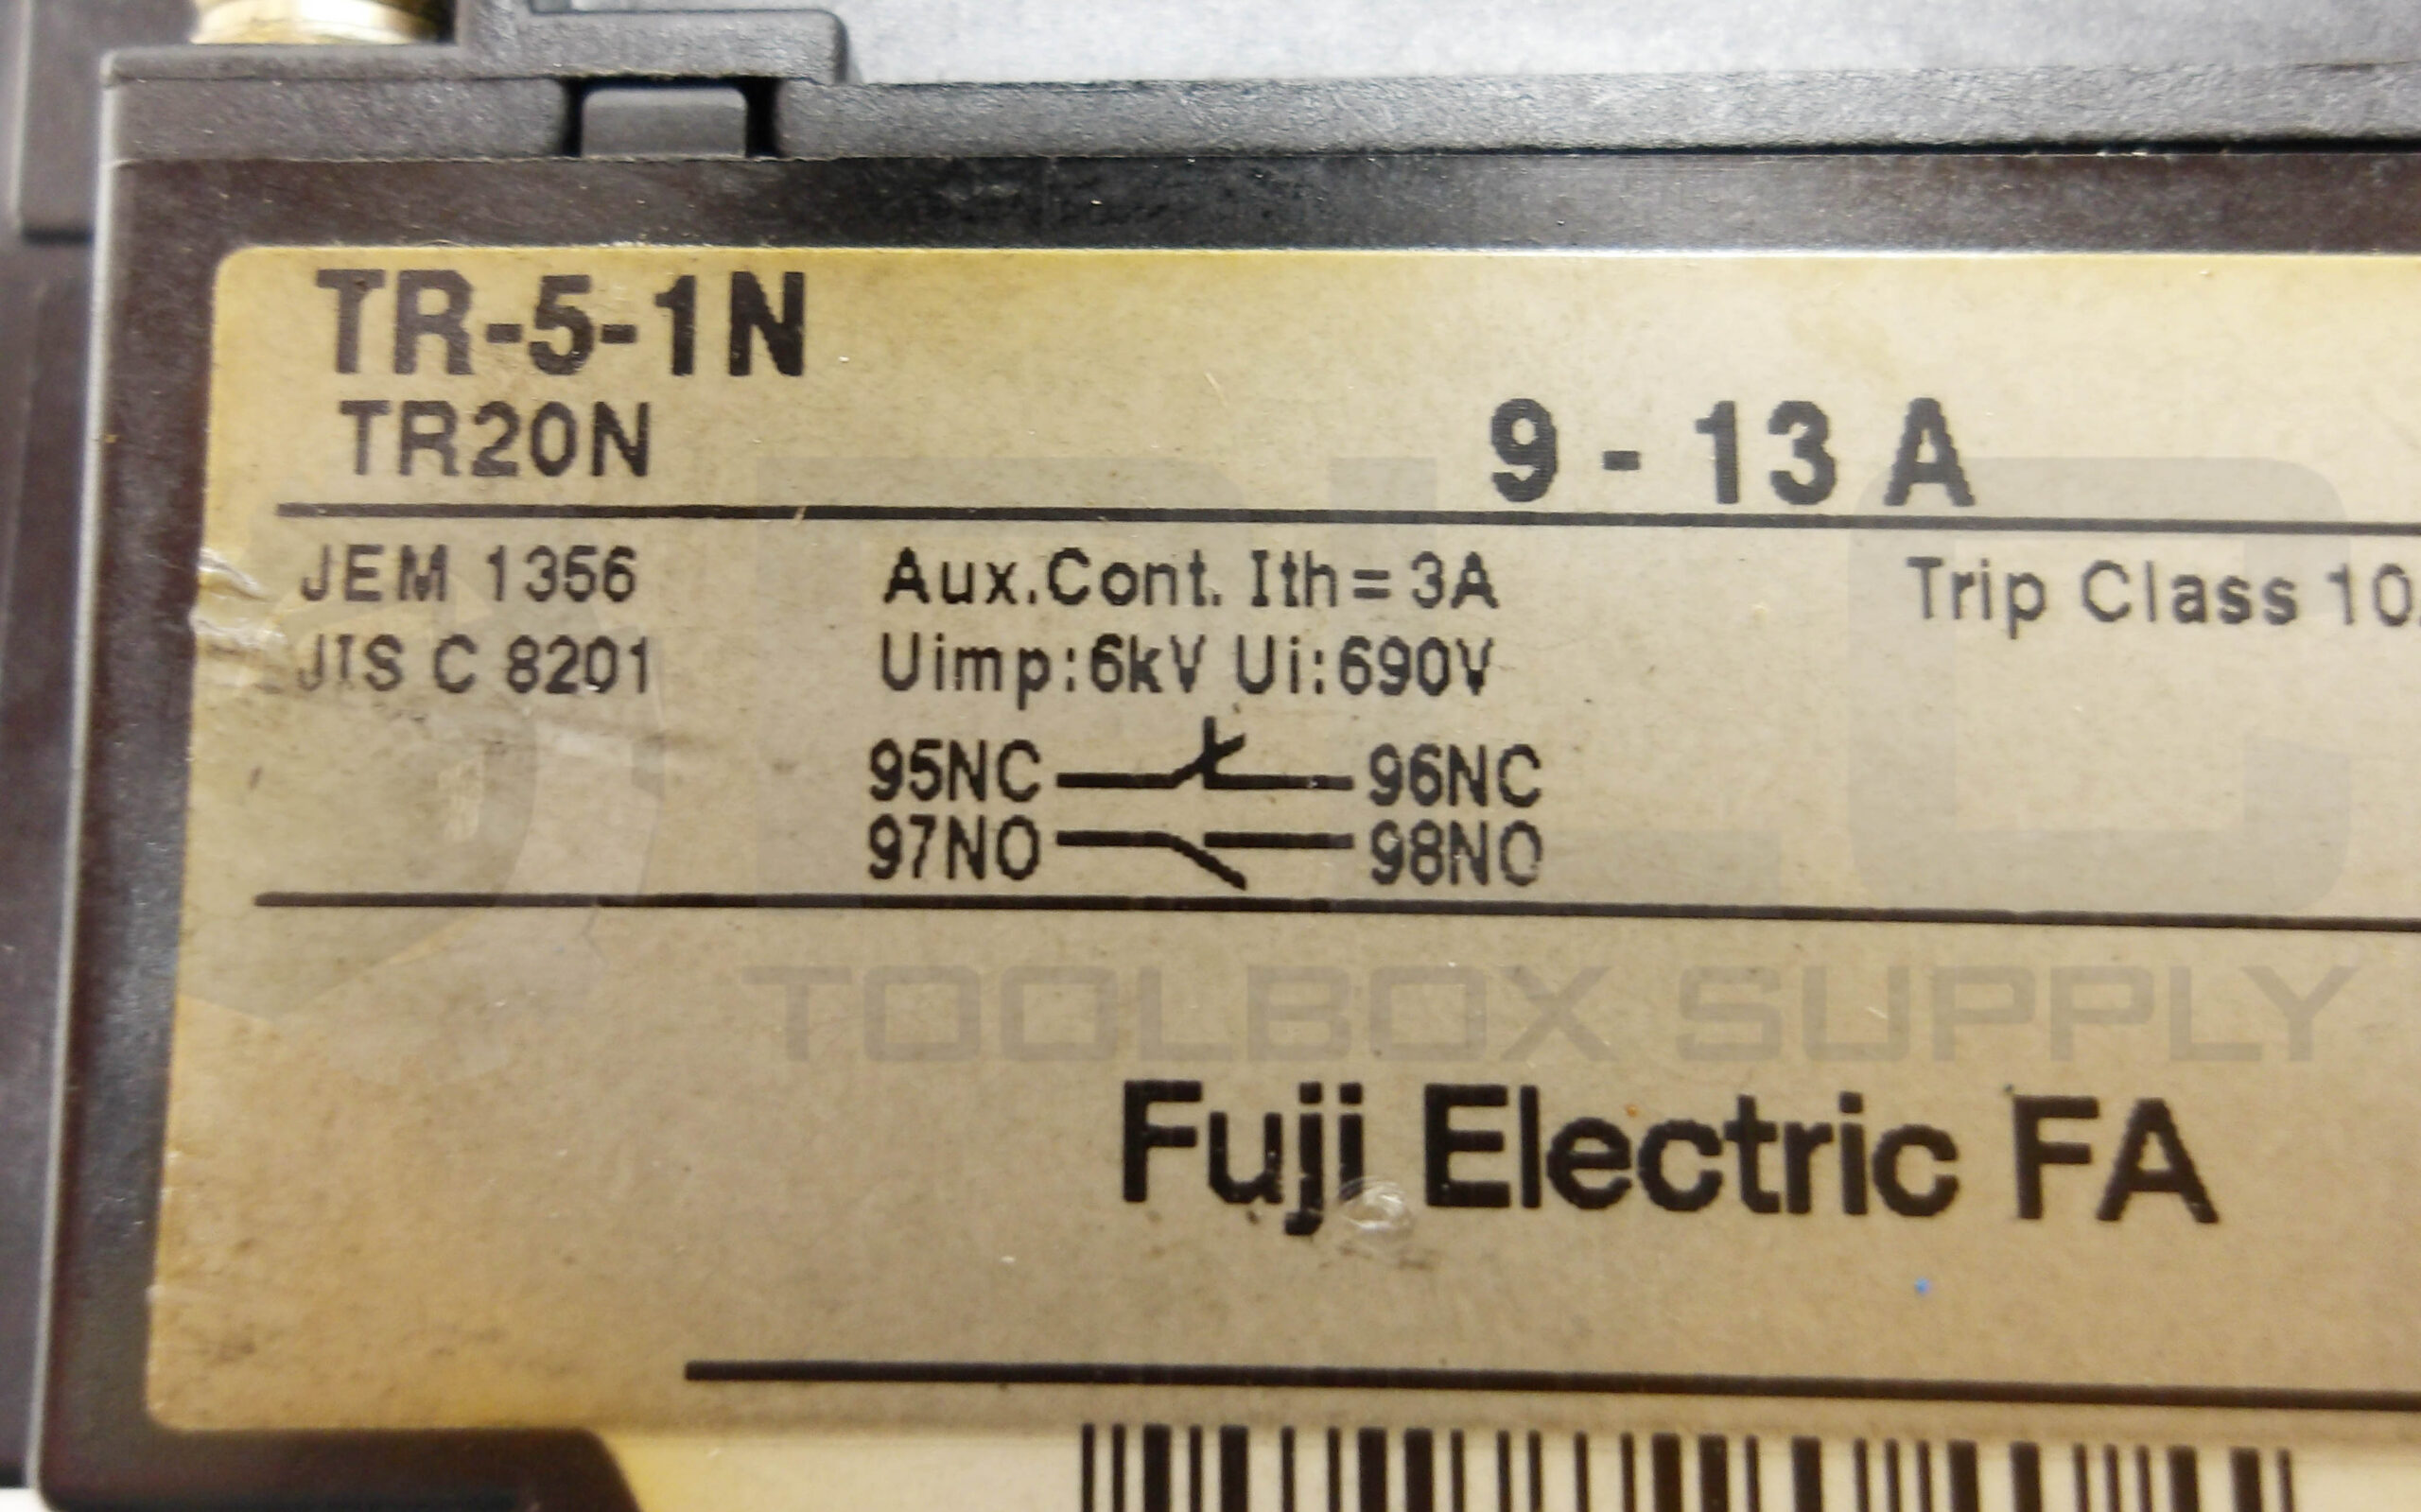 TR-5-1N
TR20N
9 - 13 A
JEM 1356
Aux.Cont. Ith = 3A
Trip Class 10
JIS C 8201
Uimp:6kV Ui:690V
95NC 96NC
97NO 98NO
TOOLBOX SUPPLY
Fuji Electric FA